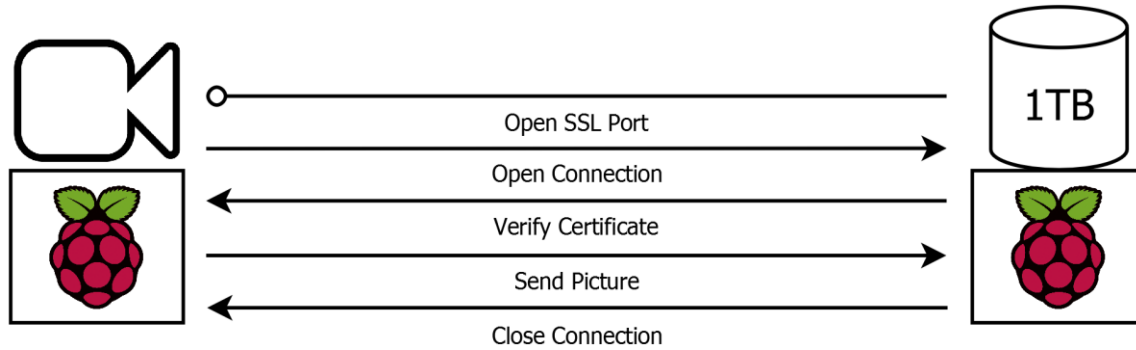 1TB
Open SSL Port
Open Connection
Verify Certificate
Send Picture
Close Connection